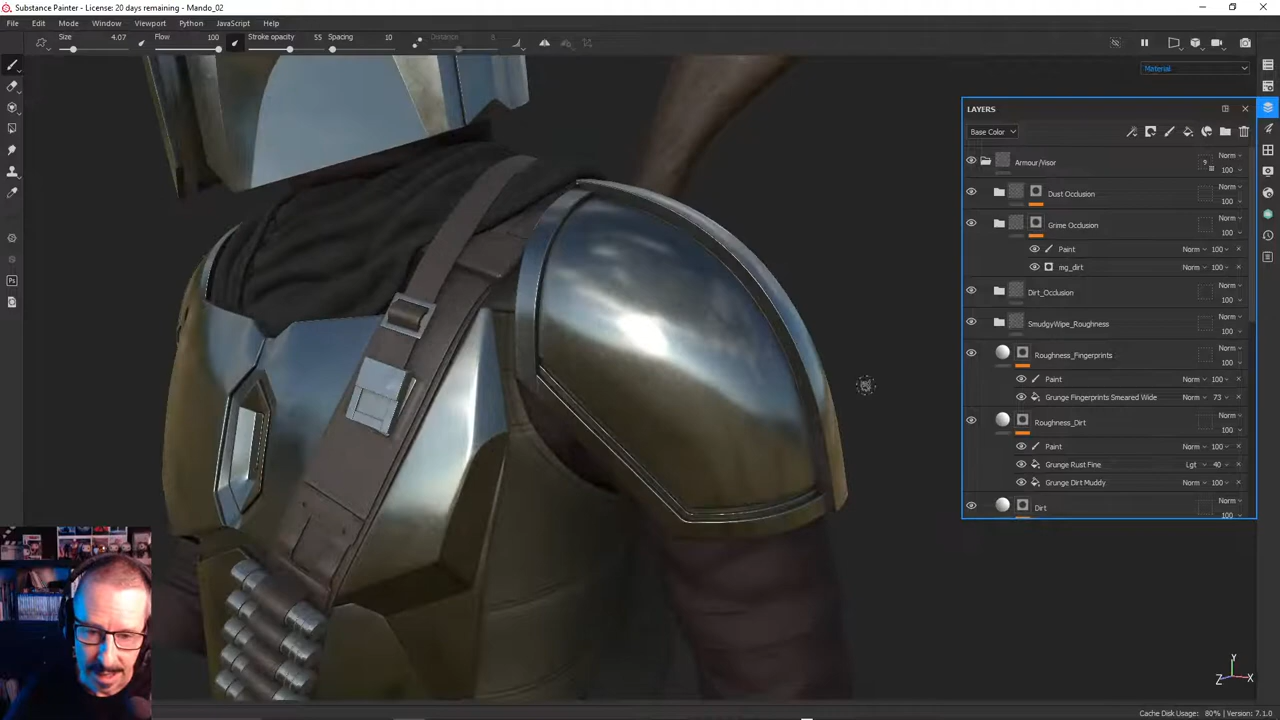 Substance Painter - License: 20 days remaining - Mando_02
File Edit Mode Window Viewport Python JavaScript Help
Size 4.07 Flow 100 Stroke opacity 55 Spacing 10 Distance 8
Material
LAYERS
Base Color
Armour/Visor Norm 100
Dust Occlusion Norm 100
Grime Occlusion Norm 100
Paint Norm 100
mg_dirt Norm 100
Dirt_Occlusion Norm 100
SmudgyWipe_Roughness Norm 100
Roughness_Fingerprints Norm 100
Paint Norm 100
Grunge Fingerprints Smeared Wide Norm 73
Roughness_Dirt Norm 100
Paint Norm 100
Grunge Rust Fine Lgt 40
Grunge Dirt Muddy Norm 100
Dirt Norm 100
Ps
Y
Z X
Cache Disk Usage: 80% | Version: 7.1.0